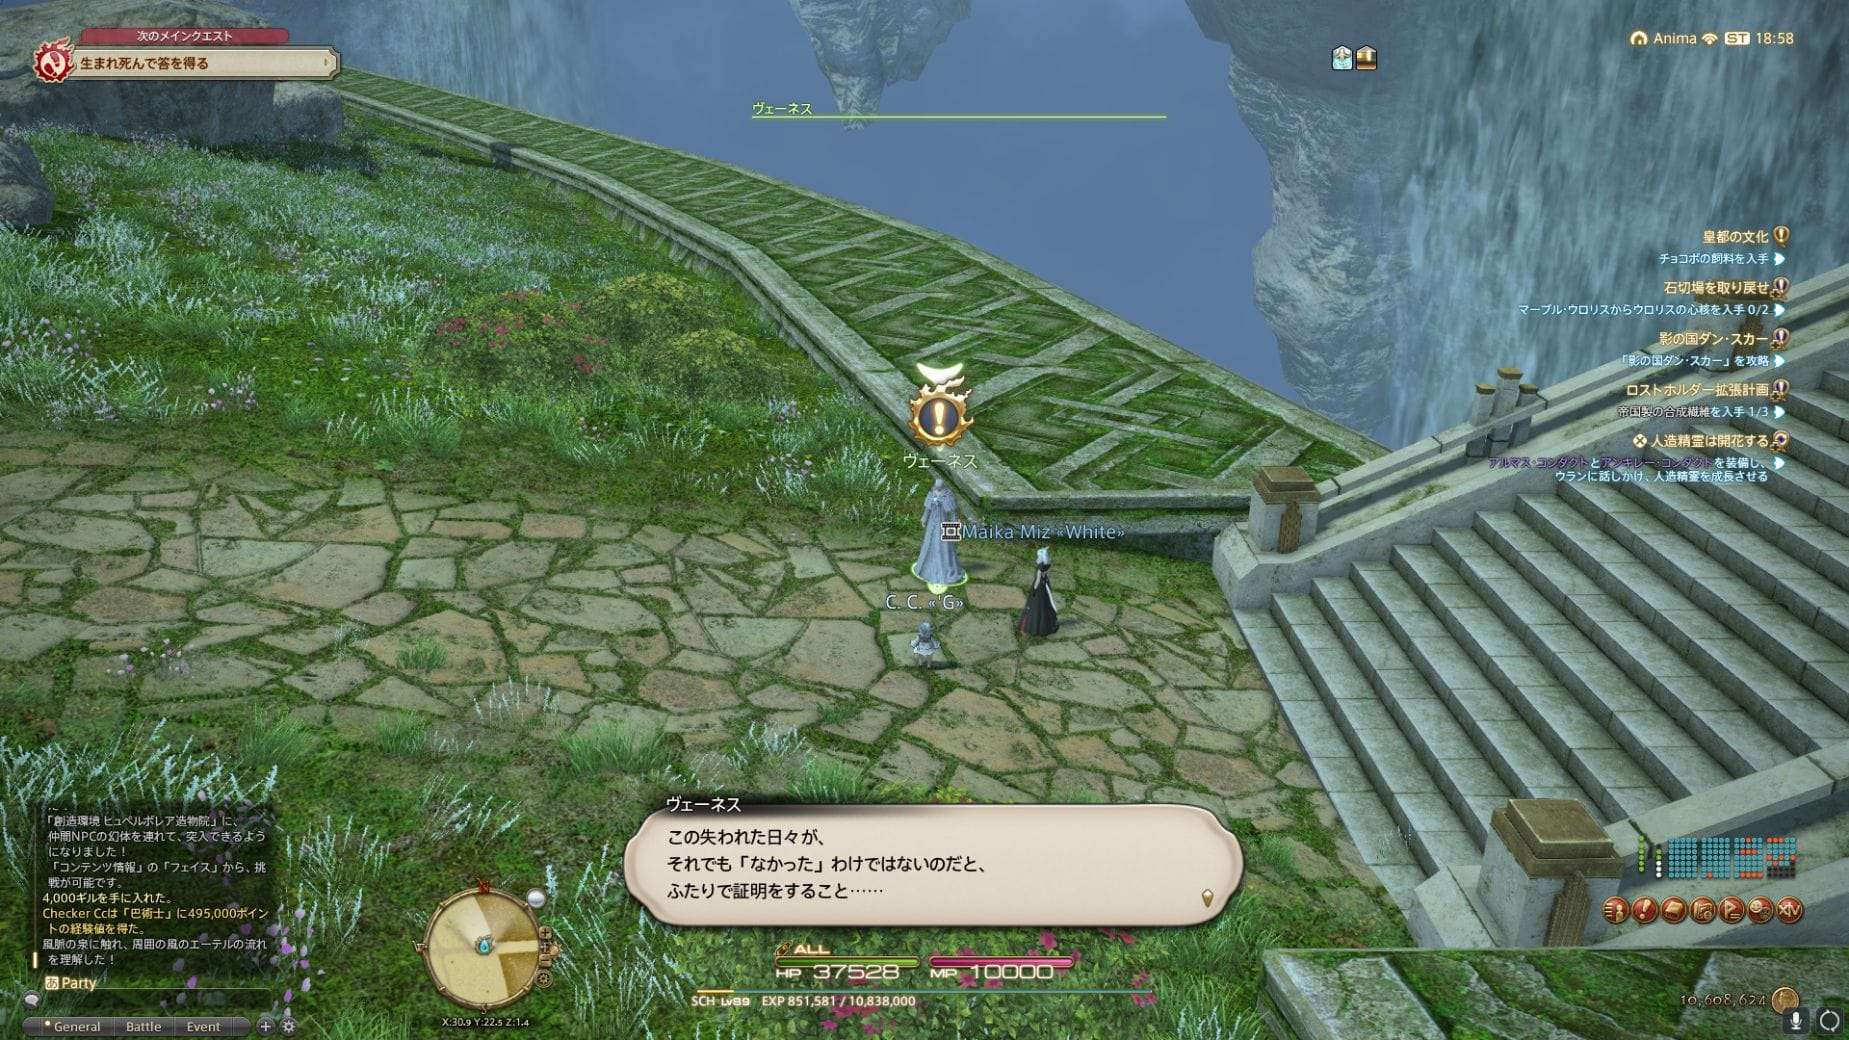 次のメインクエスト
生まれ死んで答を得る
ヴェーネス
Anima ST 18:58
皇都の文化
チョコボの飼料を入手
石切場を取り戻せ
マーブル・ウロリスからウロリスの心核を入手 0/2
影の国ダン・スカー
「影の国ダン・スカー」を攻略
ロストホルダー拡張計画
帝国製の合成繊維を入手 1/3
人造精霊は開花する
アルマス・コンダクトとアンキレー・コンダクトを装備し、
ウランに話しかけ、人造精霊を成長させる
ヴェーネス
Maika Miz «White»
C. C. «'G»
ヴェーネス
この失われた日々が、
それでも「なかった」わけではないのだと、
ふたりで証明をすること……
「創造環境 ヒュペルボレア造物院」に、
仲間NPCの幻体を連れて、突入できるよう
になりました！
「コンテンツ情報」の「フェイス」から、挑
戦が可能です。
4,000ギルを手に入れた。
Checker Ccは「巴術士」に495,000ポイン
トの経験値を得た。
風脈の泉に触れ、周囲の風のエーテルの流れ
を理解した！
あ Party
General Battle Event
N
X:30.9 Y:22.5 Z:1.4
ALL
HP 37528 MP 10000
SCH Lv89 EXP 851,581 / 10,838,000
XIV
10,608,624